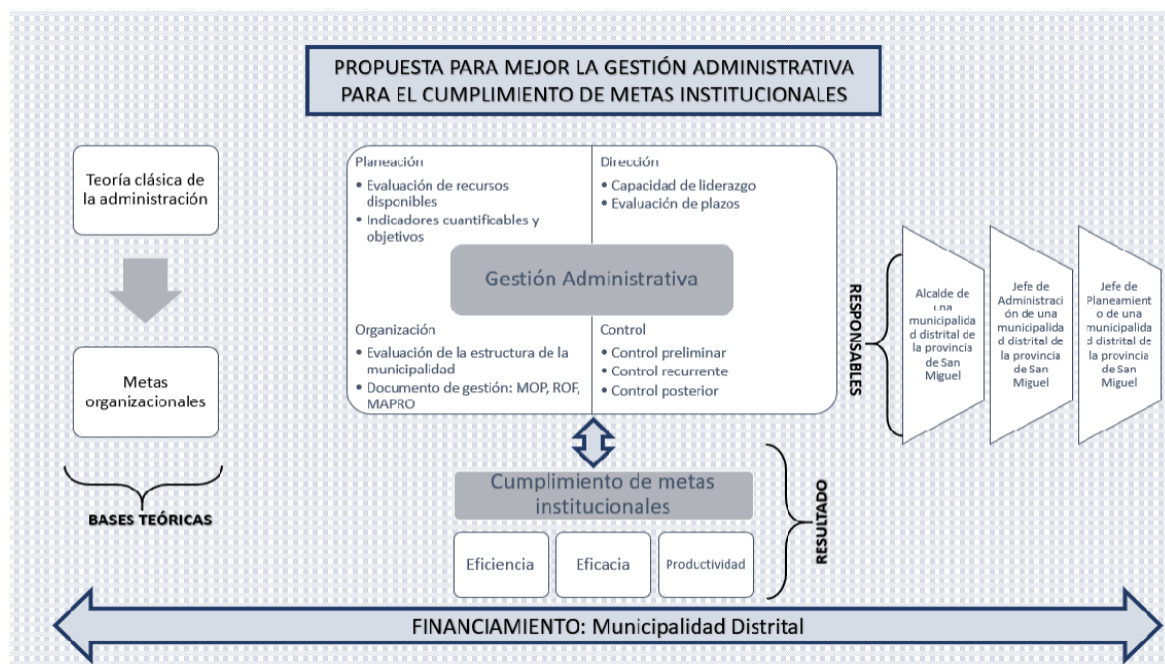 PROPUESTA PARA MEJOR LA GESTIÓN ADMINISTRATIVA
PARA EL CUMPLIMIENTO DE METAS INSTITUCIONALES
Teoría clásica de
la administración
Metas
organizacionales
BASES TEÓRICAS
Planeación
• Evaluación de recursos
disponibles
• Indicadores cuantificables y
objetivos
Dirección
• Capacidad de liderazgo
• Evaluación de plazos
Gestión Administrativa
Organización
• Evaluación de la estructura de la
municipalidad
• Documento de gestión: MOP, ROF,
MAPRO
Control
• Control preliminar
• Control recurrente
• Control posterior
RESPONSABLES
Alcalde de
una
municipalida
d distrital de
la provincia
de San
Miguel
Jefe de
Administraci
ón de una
municipalida
d distrital de
la provincia
de San
Miguel
Jefe de
Planeamient
o de una
municipalida
d distrital de
la provincia
de San
Miguel
Cumplimiento de metas
institucionales
Eficiencia
Eficacia
Productividad
RESULTADO
FINANCIAMIENTO: Municipalidad Distrital